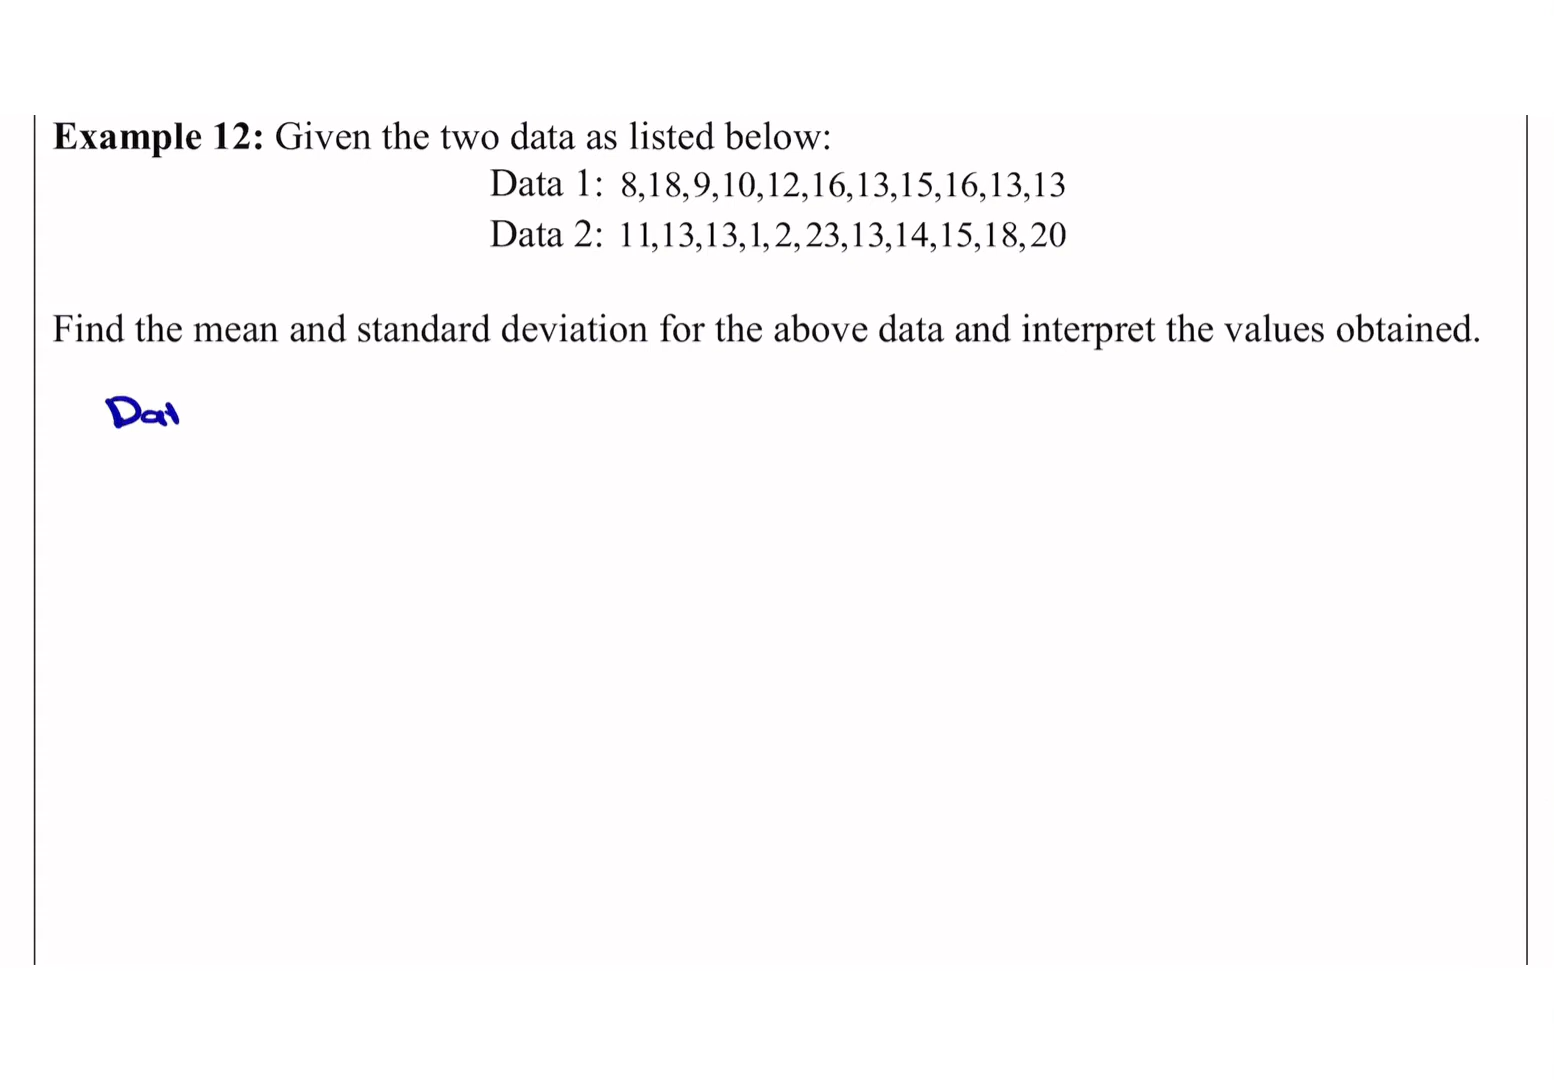 Example 12: Given the two data as listed below:
Data 1: 8,18,9,10,12,16,13,15,16,13,13
Data 2: 11,13,13,1,2,23,13,14,15,18,20
Find the mean and standard deviation for the above data and interpret the values obtained.
Dat